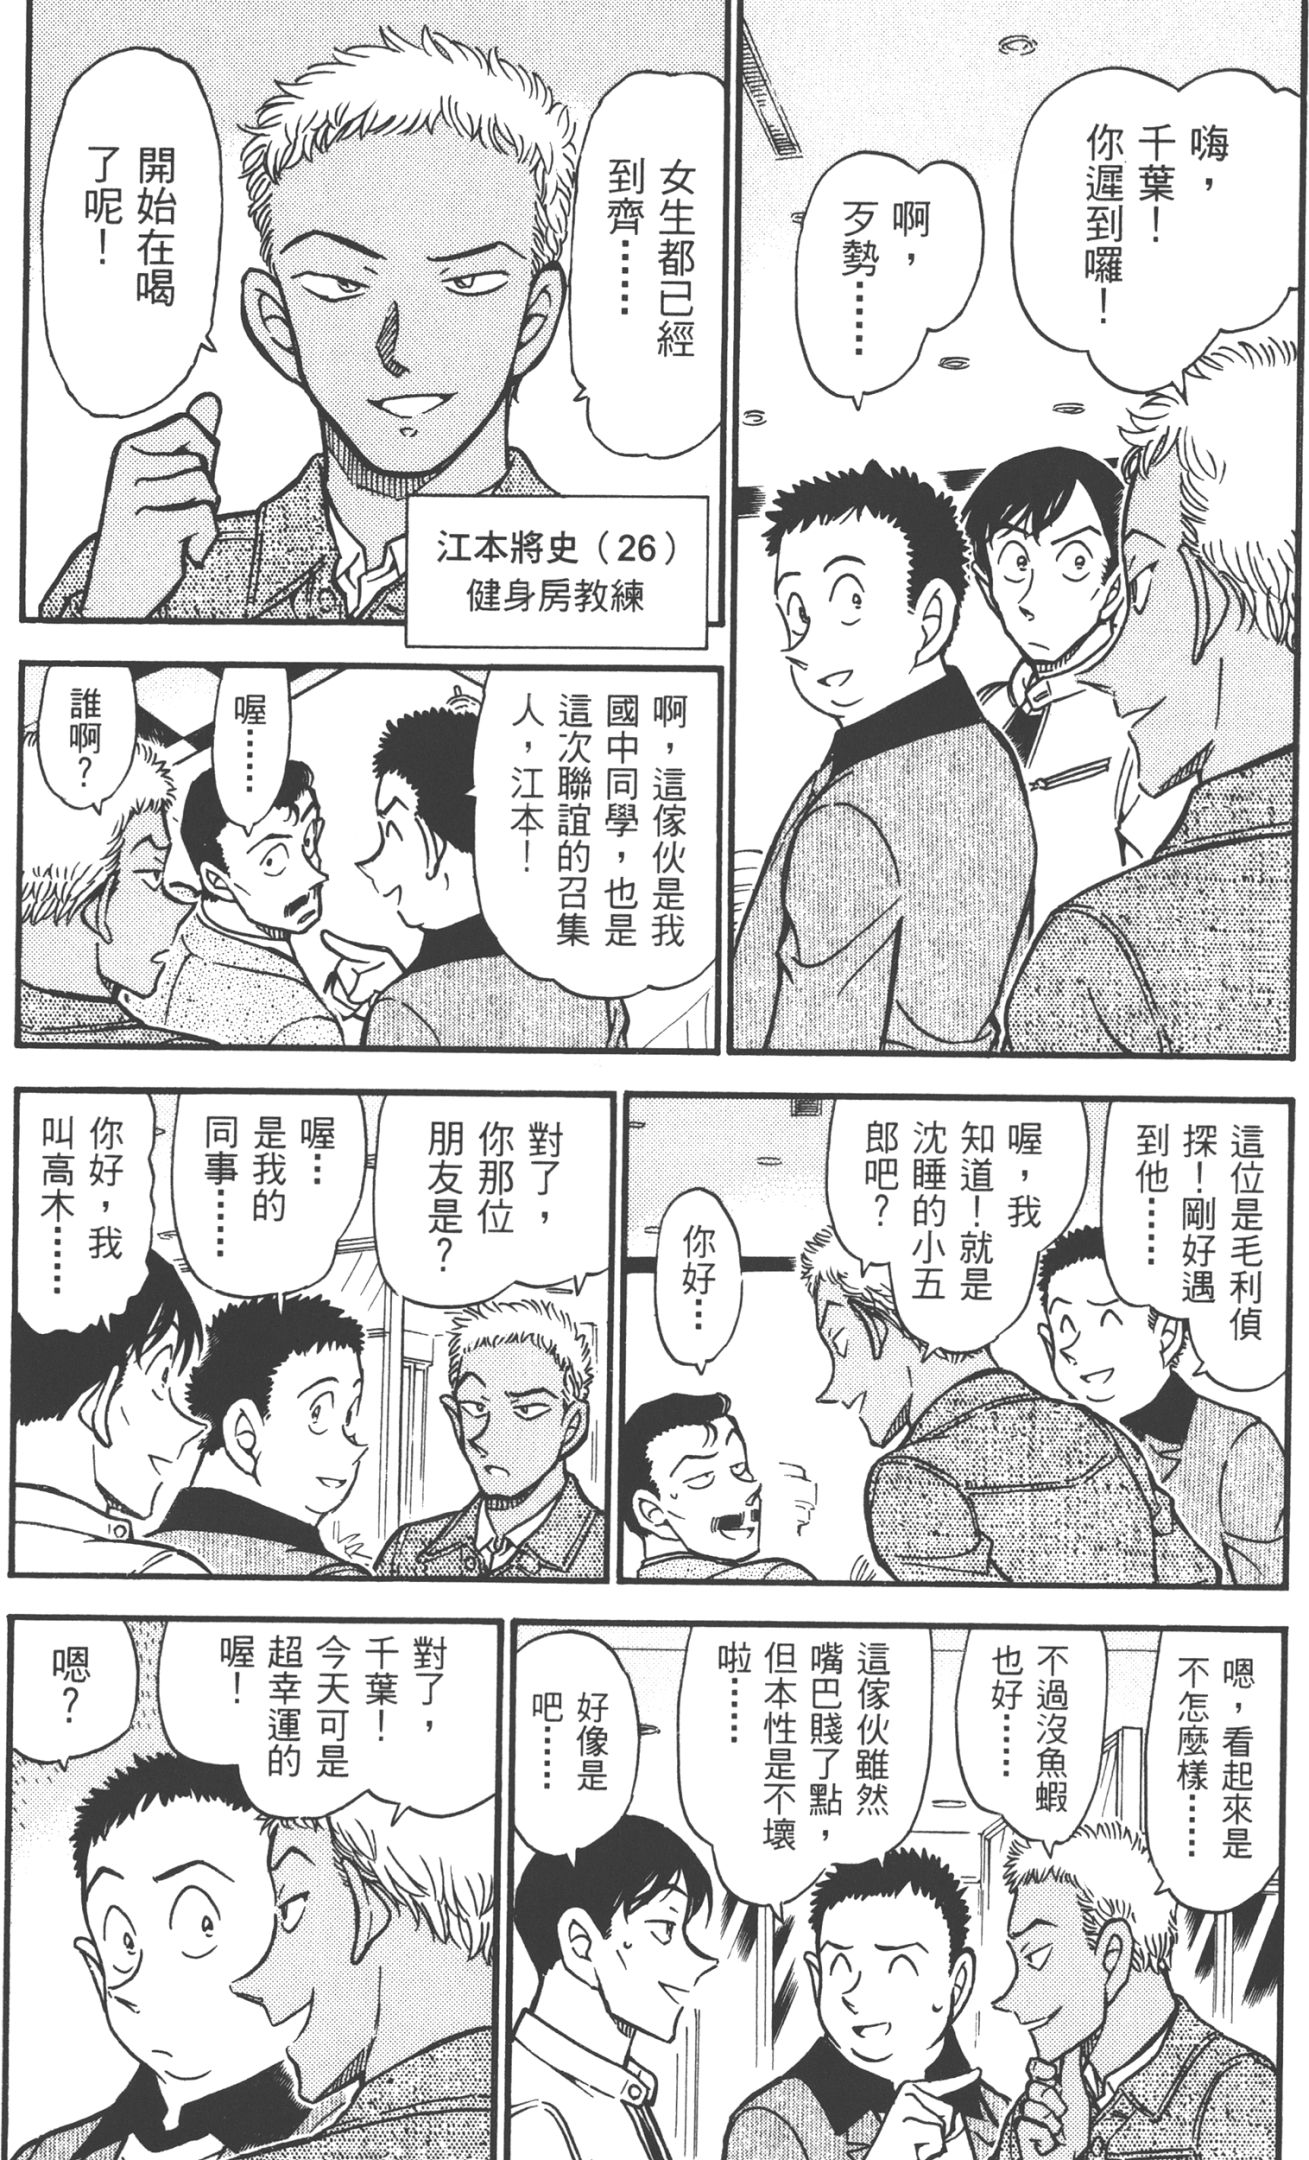 嗨，
千葉！
你遲到囉！
啊，
歹勢……
女生都已經
到齊……
開始在喝
了呢！
江本將史（26）
健身房教練
啊，這傢伙是我
國中同學，也是
這次聯誼的召集
人，江本！
喔……
誰啊？
這位是毛利偵
探！剛好遇
到他……
喔，我
知道！就是
沈睡的小五
郎吧？
你好…
對了，
你那位
朋友是？
喔…
是我的
同事……
你好，我
叫高木……
嗯，看起來是
不怎麼樣……
不過沒魚蝦
也好……
這傢伙雖然
嘴巴賤了點，
但本性是不壞
啦……
好像是
吧……
對了，
千葉！
今天可是
超幸運的
喔！
嗯？